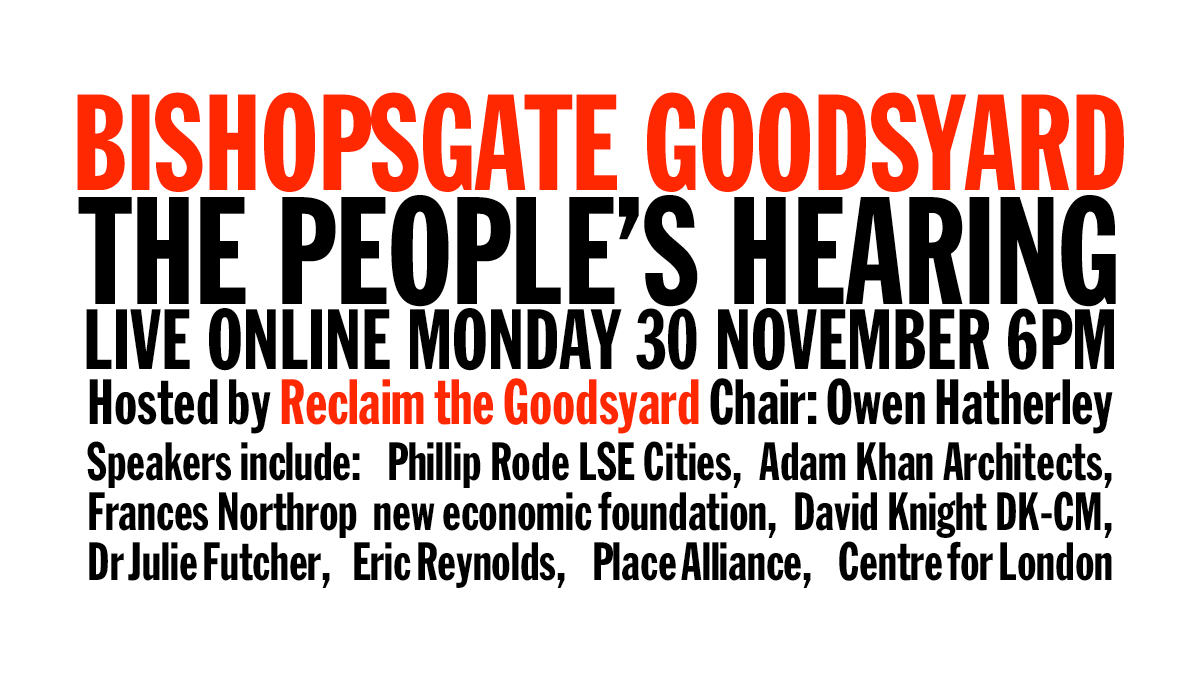 BISHOPSGATE GOODSYARD
THE PEOPLE’S HEARING
LIVE ONLINE MONDAY 30 NOVEMBER 6PM
Hosted by Reclaim the Goodsyard Chair: Owen Hatherley
Speakers include: Phillip Rode LSE Cities, Adam Khan Architects,
Frances Northrop new economic foundation, David Knight DK-CM,
Dr Julie Futcher, Eric Reynolds, Place Alliance, Centre for London